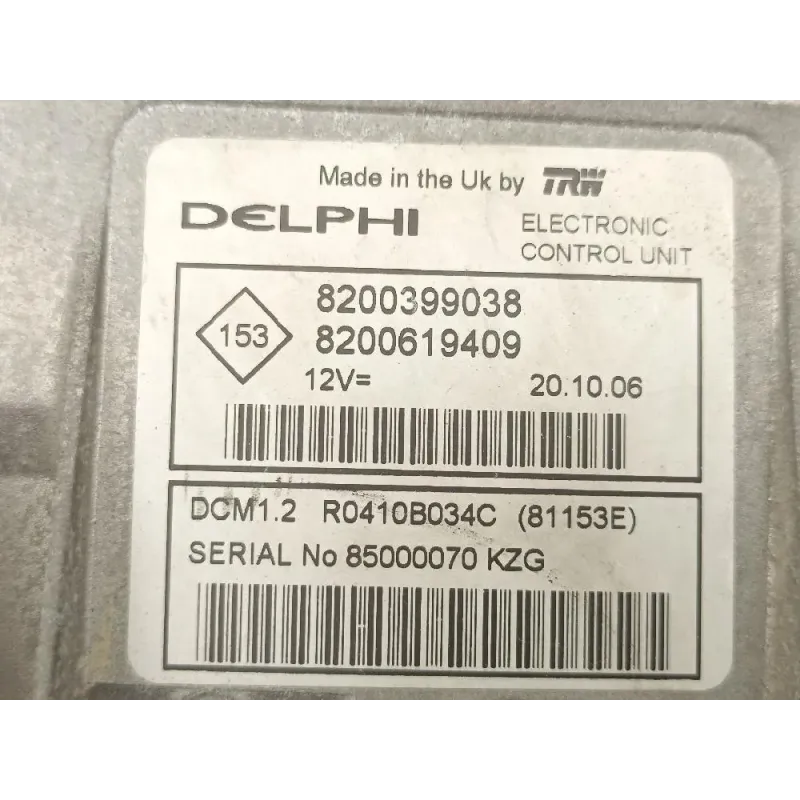 Made in the Uk by TRW
DELPHI
ELECTRONIC
CONTROL UNIT
153
8200399038
8200619409
12V=
20.10.06
DCM1.2 R0410B034C (81153E)
SERIAL No 85000070 KZG